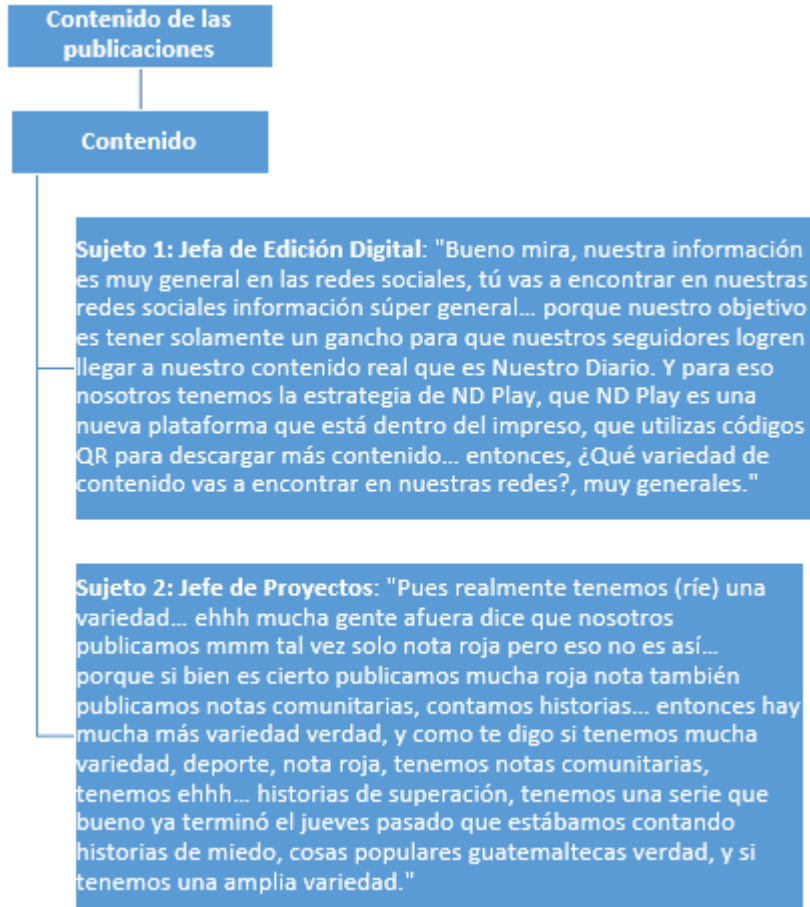 Contenido de las
publicaciones
Contenido
Sujeto 1: Jefa de Edición Digital: "Bueno mira, nuestra información
es muy general en las redes sociales, tú vas a encontrar en nuestras
redes sociales información súper general... porque nuestro objetivo
es tener solamente un gancho para que nuestros seguidores logren
llegar a nuestro contenido real que es Nuestro Diario. Y para eso
nosotros tenemos la estrategia de ND Play, que ND Play es una
nueva plataforma que está dentro del impreso, que utilizas códigos
QR para descargar más contenido... entonces, ¿Qué variedad de
contenido vas a encontrar en nuestras redes?, muy generales."
Sujeto 2: Jefe de Proyectos: "Pues realmente tenemos (ríe) una
variedad... ehhh mucha gente afuera dice que nosotros
publicamos mmm tal vez solo nota roja pero eso no es así...
porque si bien es cierto publicamos mucha roja nota también
publicamos notas comunitarias, contamos historias... entonces hay
mucha más variedad verdad, y como te digo si tenemos mucha
variedad, deporte, nota roja, tenemos notas comunitarias,
tenemos ehhh... historias de superación, tenemos una serie que
bueno ya terminó el jueves pasado que estábamos contando
historias de miedo, cosas populares guatemaltecas verdad, y si
tenemos una amplia variedad."